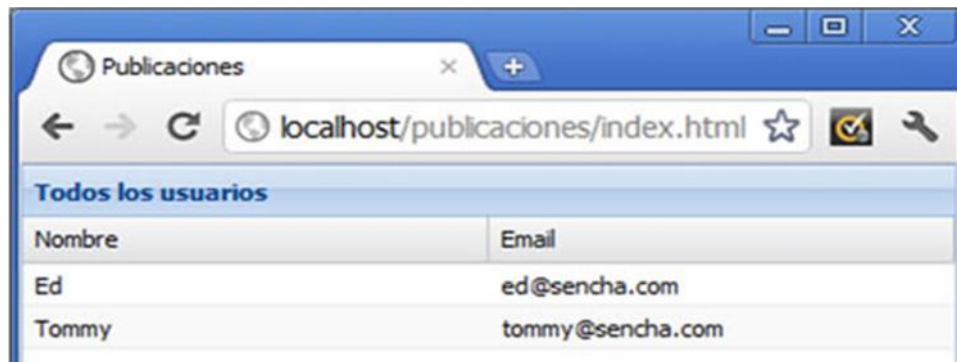 Publicaciones
localhost/publicaciones/index.html
Todos los usuarios
Nombre Email
Ed ed@sencha.com
Tommy tommy@sencha.com